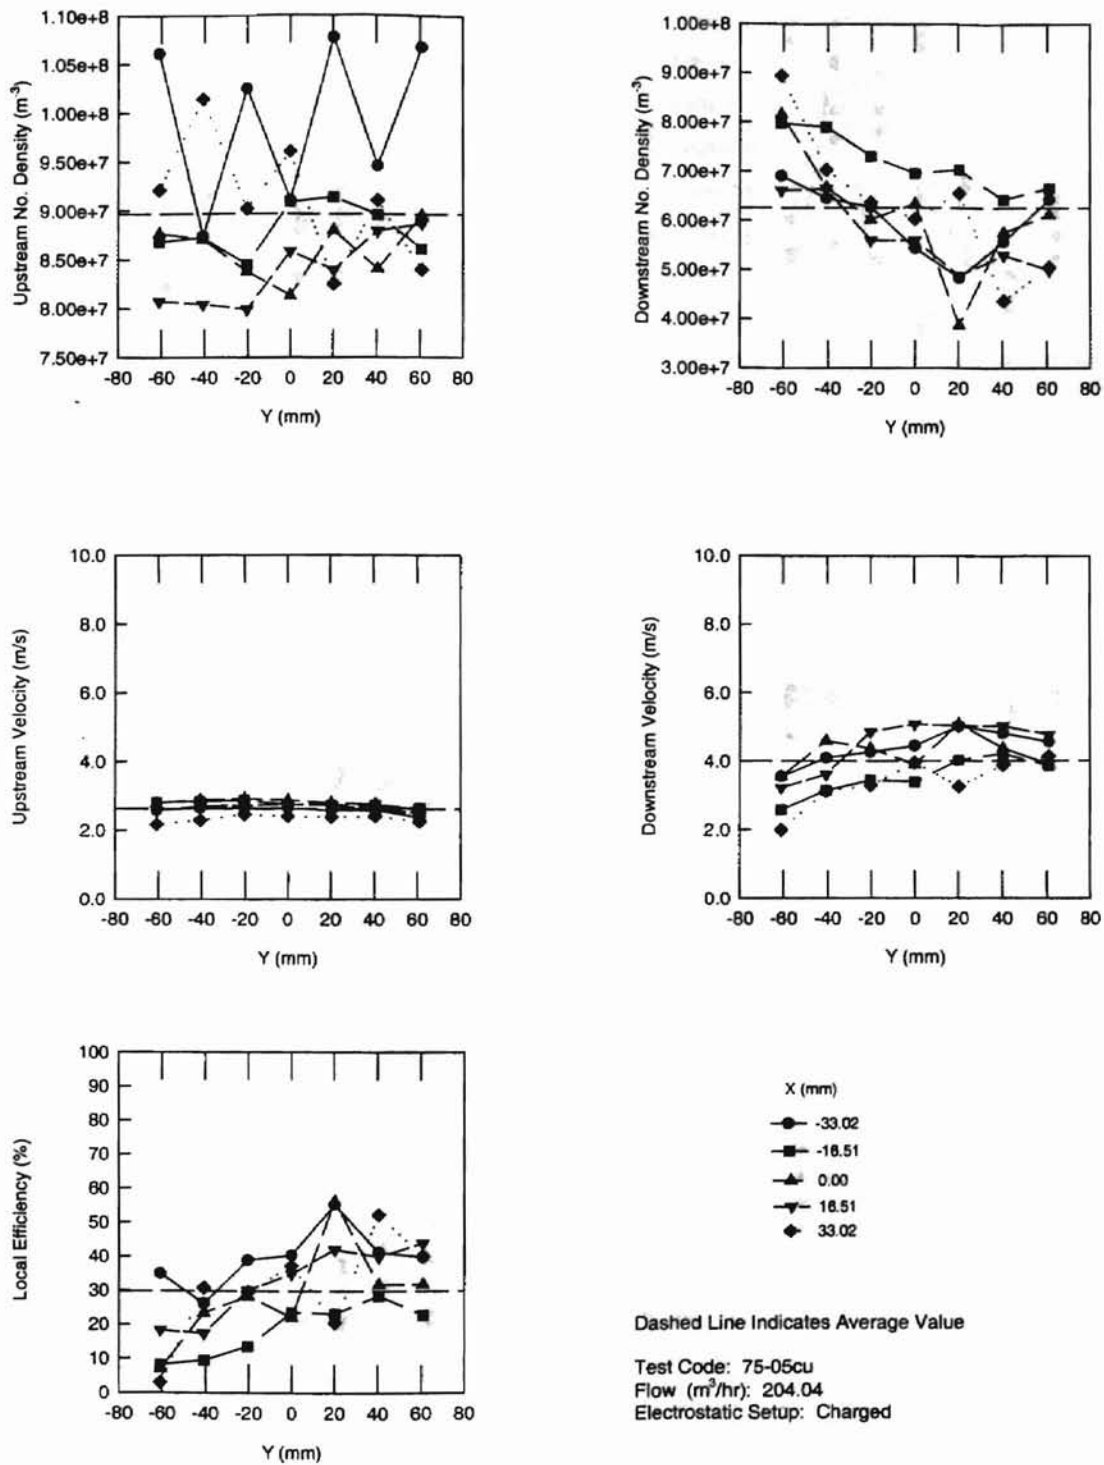 Upstream No. Density (m-3)
1.10e+8
1.05e+8
1.00e+8
9.50e+7
9.00e+7
8.50e+7
8.00e+7
7.50e+7
-80 -60 -40 -20 0 20 40 60 80
Y (mm)
Downstream No. Density (m-3)
1.00e+8
9.00e+7
8.00e+7
7.00e+7
6.00e+7
5.00e+7
4.00e+7
3.00e+7
-80 -60 -40 -20 0 20 40 60 80
Y (mm)
Upstream Velocity (m/s)
10.0
8.0
6.0
4.0
2.0
0.0
-80 -60 -40 -20 0 20 40 60 80
Y (mm)
Downstream Velocity (m/s)
10.0
8.0
6.0
4.0
2.0
0.0
-80 -60 -40 -20 0 20 40 60 80
Y (mm)
Local Efficiency (%)
100
90
80
70
60
50
40
30
20
10
0
-80 -60 -40 -20 0 20 40 60 80
Y (mm)
X (mm)
-33.02
-16.51
0.00
16.51
33.02
Dashed Line Indicates Average Value
Test Code: 75-05cu
Flow (m3/hr): 204.04
Electrostatic Setup: Charged